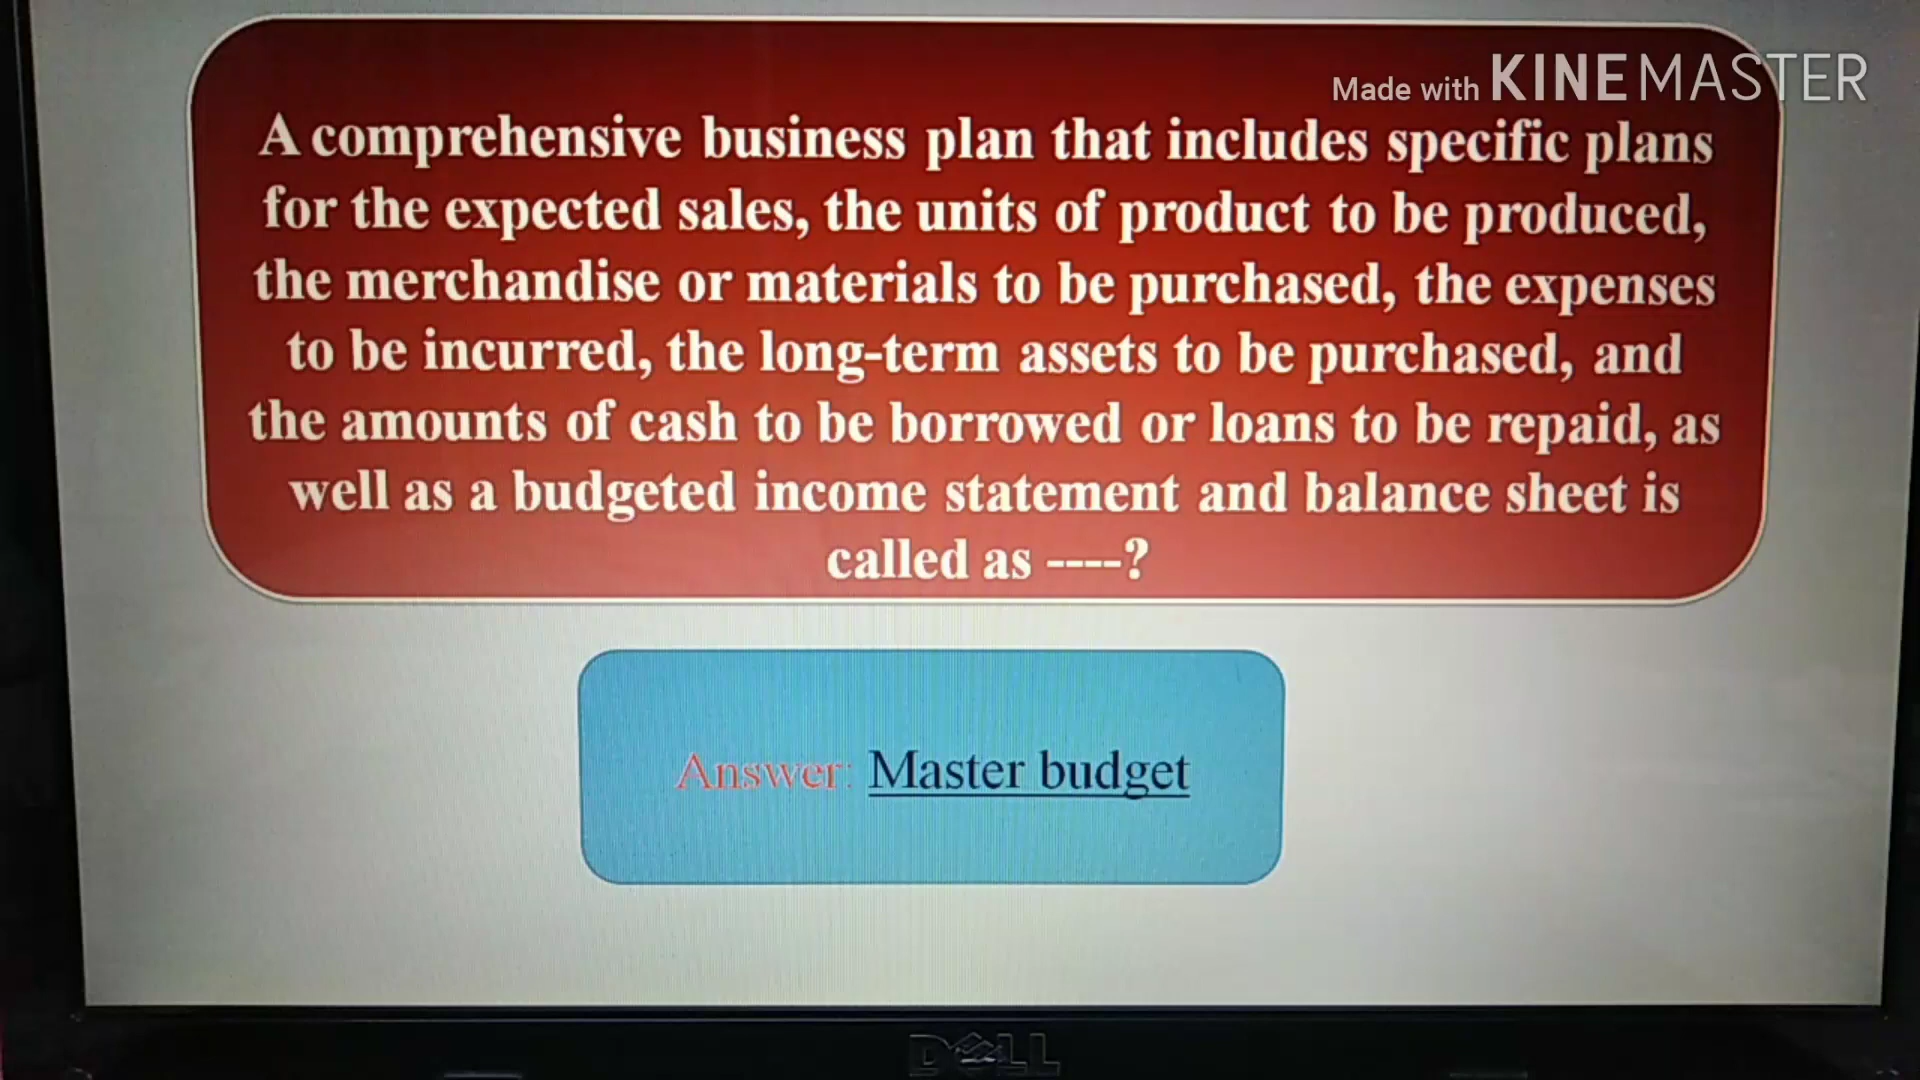 Made with KINEMASTER
A comprehensive business plan that includes specific plans
for the expected sales, the units of product to be produced,
the merchandise or materials to be purchased, the expenses
to be incurred, the long-term assets to be purchased, and
the amounts of cash to be borrowed or loans to be repaid, as
well as a budgeted income statement and balance sheet is
called as ----?
Answer: Master budget
DELL